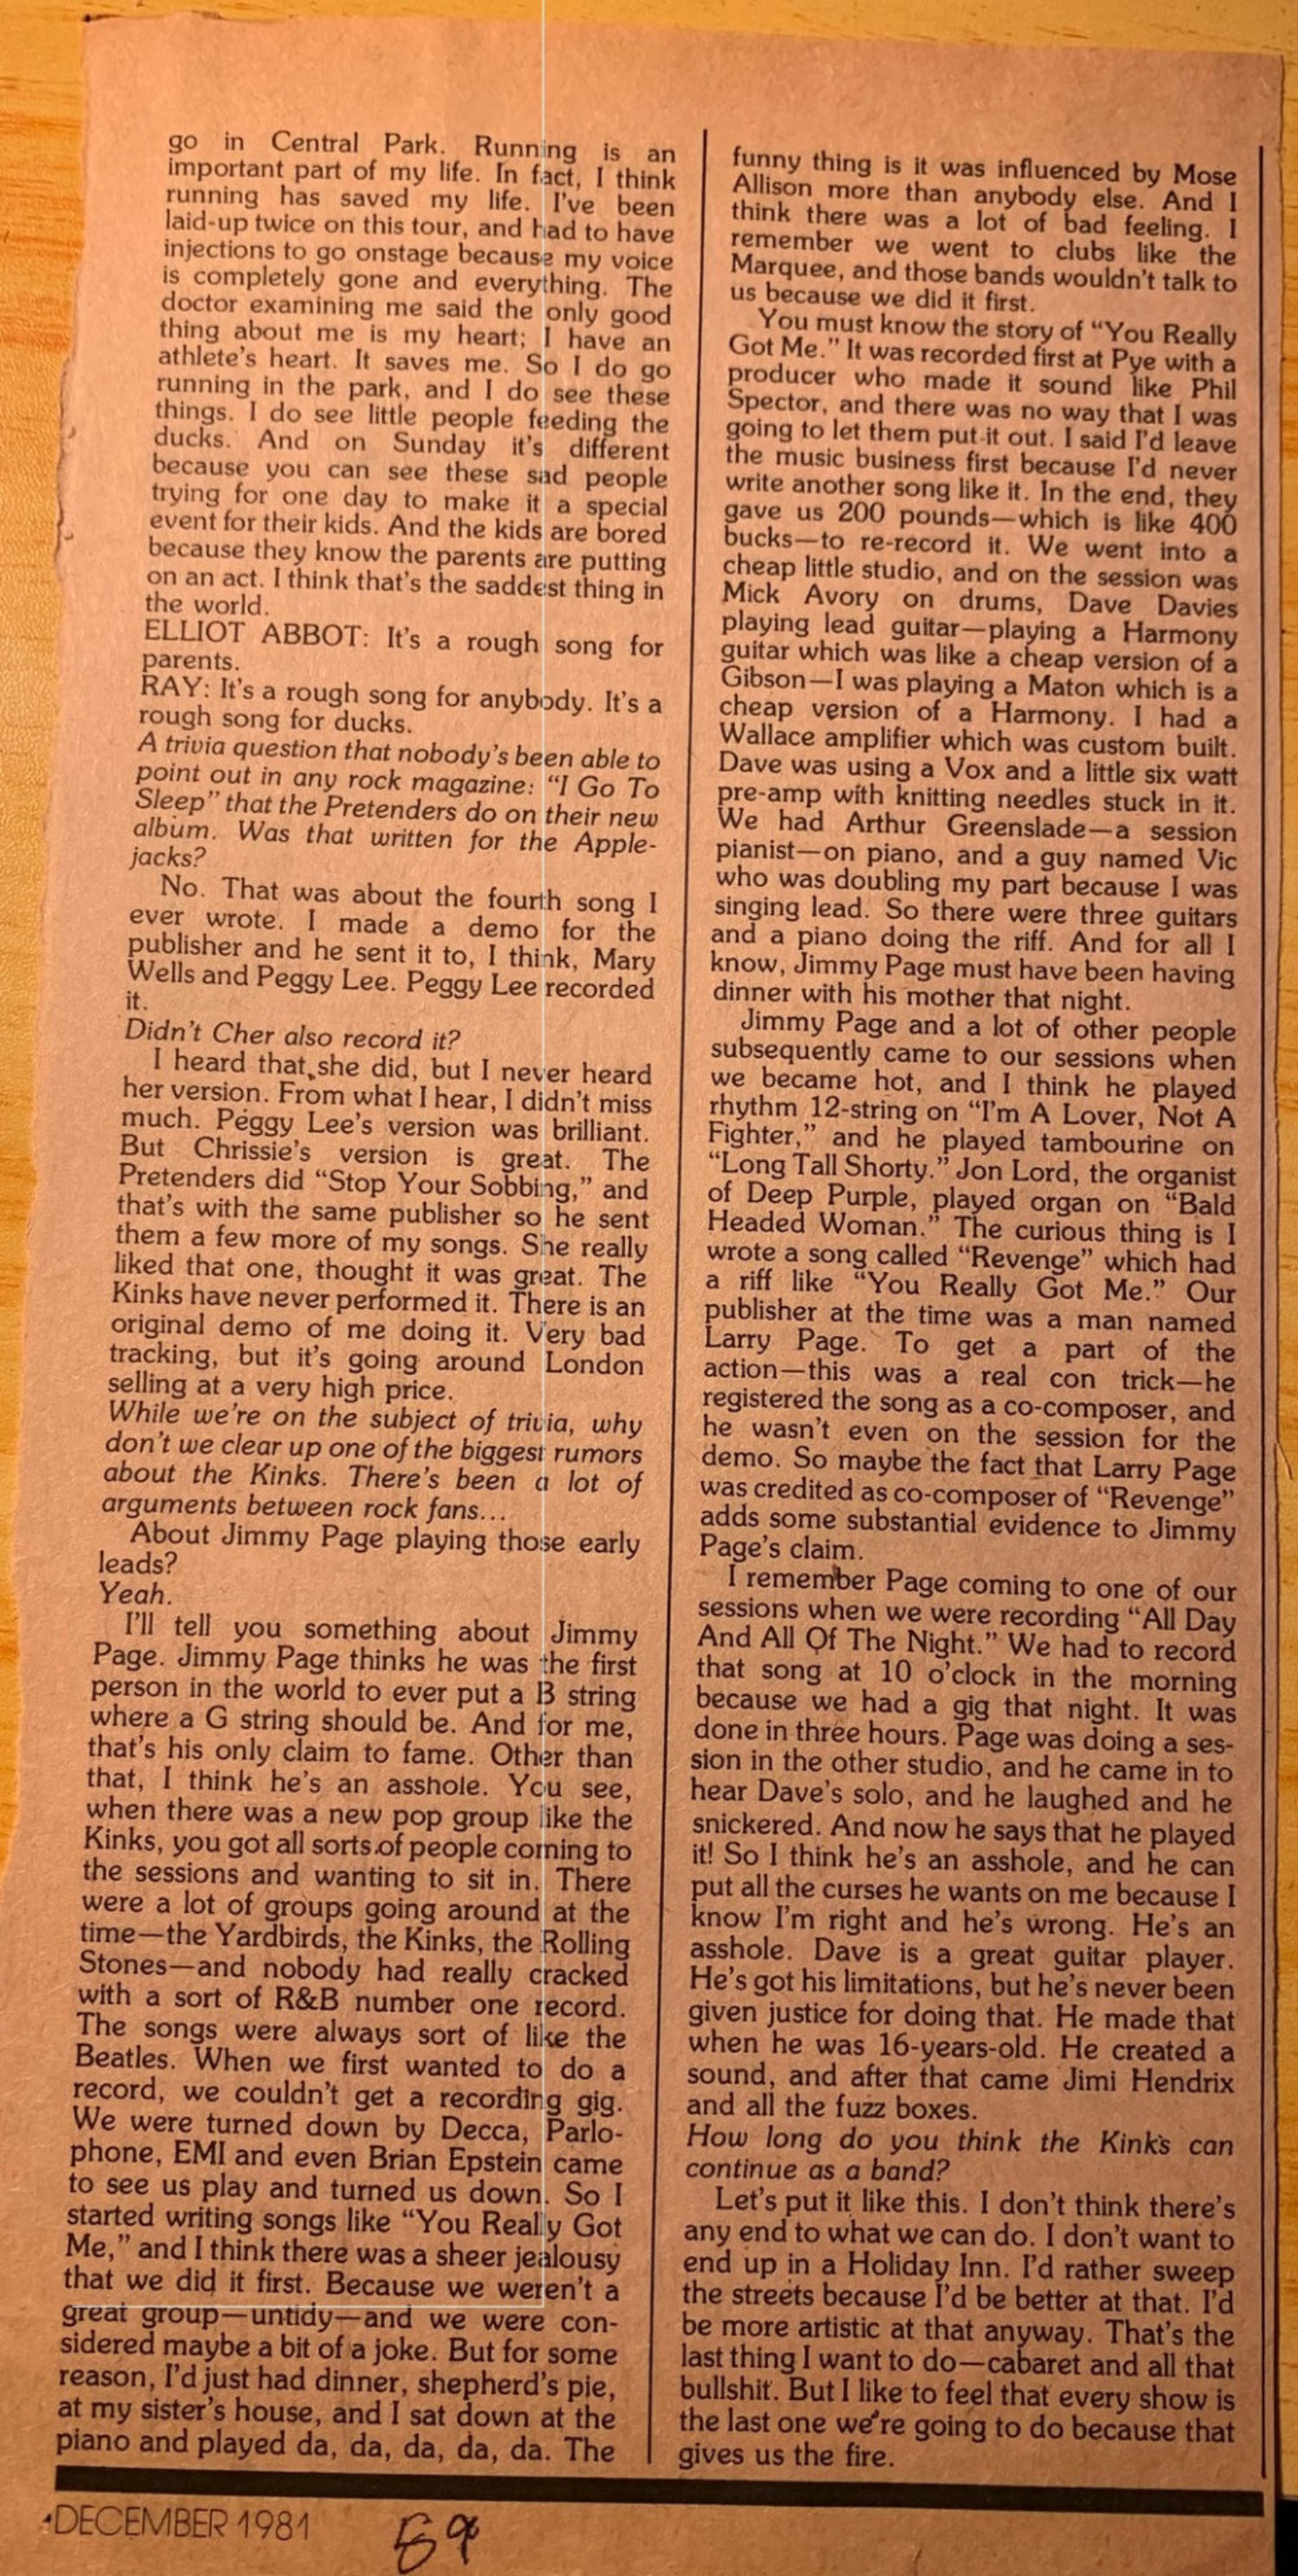 go in Central Park. Running is an
important part of my life. In fact, I think
running has saved my life. I've been
laid-up twice on this tour, and had to have
injections to go onstage because my voice
is completely gone and everything. The
doctor examining me said the only good
thing about me is my heart; I have an
athlete's heart. It saves me. So I do go
running in the park, and I do see these
things. I do see little people feeding the
ducks. And on Sunday it's different
because you can see these sad people
trying for one day to make it a special
event for their kids. And the kids are bored
because they know the parents are putting
on an act. I think that's the saddest thing in
the world.
ELLIOT ABBOT: It's a rough song for
parents.
RAY: It's a rough song for anybody. It's a
rough song for ducks.
A trivia question that nobody's been able to
point out in any rock magazine: "I Go To
Sleep" that the Pretenders do on their new
album. Was that written for the Apple-
jacks?
No. That was about the fourth song I
ever wrote. I made a demo for the
publisher and he sent it to, I think, Mary
Wells and Peggy Lee. Peggy Lee recorded
it.
Didn't Cher also record it?
I heard that she did, but I never heard
her version. From what I hear, I didn't miss
much. Peggy Lee's version was brilliant.
But Chrissie's version is great. The
Pretenders did "Stop Your Sobbing," and
that's with the same publisher so he sent
them a few more of my songs. She really
liked that one, thought it was great. The
Kinks have never performed it. There is an
original demo of me doing it. Very bad
tracking, but it's going around London
selling at a very high price.
While we're on the subject of trivia, why
don't we clear up one of the biggest rumors
about the Kinks. There's been a lot of
arguments between rock fans...
About Jimmy Page playing those early
leads?
Yeah.
I'll tell you something about Jimmy
Page. Jimmy Page thinks he was the first
person in the world to ever put a B string
where a G string should be. And for me,
that's his only claim to fame. Other than
that, I think he's an asshole. You see,
when there was a new pop group like the
Kinks, you got all sorts of people coming to
the sessions and wanting to sit in. There
were a lot of groups going around at the
time—the Yardbirds, the Kinks, the Rolling
Stones—and nobody had really cracked
with a sort of R&B number one record.
The songs were always sort of like the
Beatles. When we first wanted to do a
record, we couldn't get a recording gig.
We were turned down by Decca, Parlo-
phone, EMI and even Brian Epstein came
to see us play and turned us down. So I
started writing songs like "You Really Got
Me," and I think there was a sheer jealousy
that we did it first. Because we weren't a
great group—untidy—and we were con-
sidered maybe a bit of a joke. But for some
reason, I'd just had dinner, shepherd's pie,
at my sister's house, and I sat down at the
piano and played da, da, da, da, da. The
funny thing is it was influenced by Mose
Allison more than anybody else. And I
think there was a lot of bad feeling. I
remember we went to clubs like the
Marquee, and those bands wouldn't talk to
us because we did it first.
You must know the story of "You Really
Got Me." It was recorded first at Pye with a
producer who made it sound like Phil
Spector, and there was no way that I was
going to let them put it out. I said I'd leave
the music business first because I'd never
write another song like it. In the end, they
gave us 200 pounds—which is like 400
bucks—to re-record it. We went into a
cheap little studio, and on the session was
Mick Avory on drums, Dave Davies
playing lead guitar—playing a Harmony
guitar which was like a cheap version of a
Gibson—I was playing a Maton which is a
cheap version of a Harmony. I had a
Wallace amplifier which was custom built.
Dave was using a Vox and a little six watt
pre-amp with knitting needles stuck in it.
We had Arthur Greenslade—a session
pianist—on piano, and a guy named Vic
who was doubling my part because I was
singing lead. So there were three guitars
and a piano doing the riff. And for all I
know, Jimmy Page must have been having
dinner with his mother that night.
Jimmy Page and a lot of other people
subsequently came to our sessions when
we became hot, and I think he played
rhythm 12-string on "I'm A Lover, Not A
Fighter," and he played tambourine on
"Long Tall Shorty." Jon Lord, the organist
of Deep Purple, played organ on "Bald
Headed Woman." The curious thing is I
wrote a song called "Revenge" which had
a riff like "You Really Got Me." Our
publisher at the time was a man named
Larry Page. To get a part of the
action—this was a real con trick—he
registered the song as a co-composer, and
he wasn't even on the session for the
demo. So maybe the fact that Larry Page
was credited as co-composer of "Revenge"
adds some substantial evidence to Jimmy
Page's claim.
I remember Page coming to one of our
sessions when we were recording "All Day
And All Of The Night." We had to record
that song at 10 o'clock in the morning
because we had a gig that night. It was
done in three hours. Page was doing a ses-
sion in the other studio, and he came in to
hear Dave's solo, and he laughed and he
snickered. And now he says that he played
it! So I think he's an asshole, and he can
put all the curses he wants on me because I
know I'm right and he's wrong. He's an
asshole. Dave is a great guitar player.
He's got his limitations, but he's never been
given justice for doing that. He made that
when he was 16-years-old. He created a
sound, and after that came Jimi Hendrix
and all the fuzz boxes.
How long do you think the Kinks can
continue as a band?
Let's put it like this. I don't think there's
any end to what we can do. I don't want to
end up in a Holiday Inn. I'd rather sweep
the streets because I'd be better at that. I'd
be more artistic at that anyway. That's the
last thing I want to do—cabaret and all that
bullshit. But I like to feel that every show is
the last one we're going to do because that
gives us the fire.
DECEMBER 1981